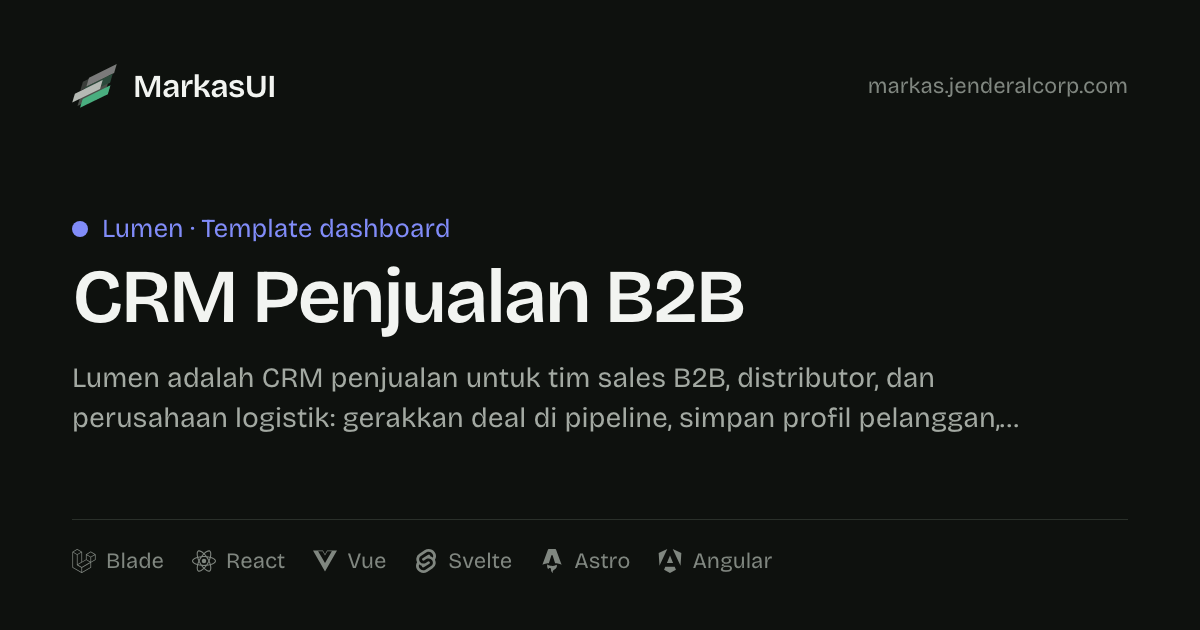 MarkasUI
markas.jenderalcorp.com
Lumen · Template dashboard
CRM Penjualan B2B
Lumen adalah CRM penjualan untuk tim sales B2B, distributor, dan
perusahaan logistik: gerakkan deal di pipeline, simpan profil pelanggan,...
Blade React Vue Svelte Astro Angular